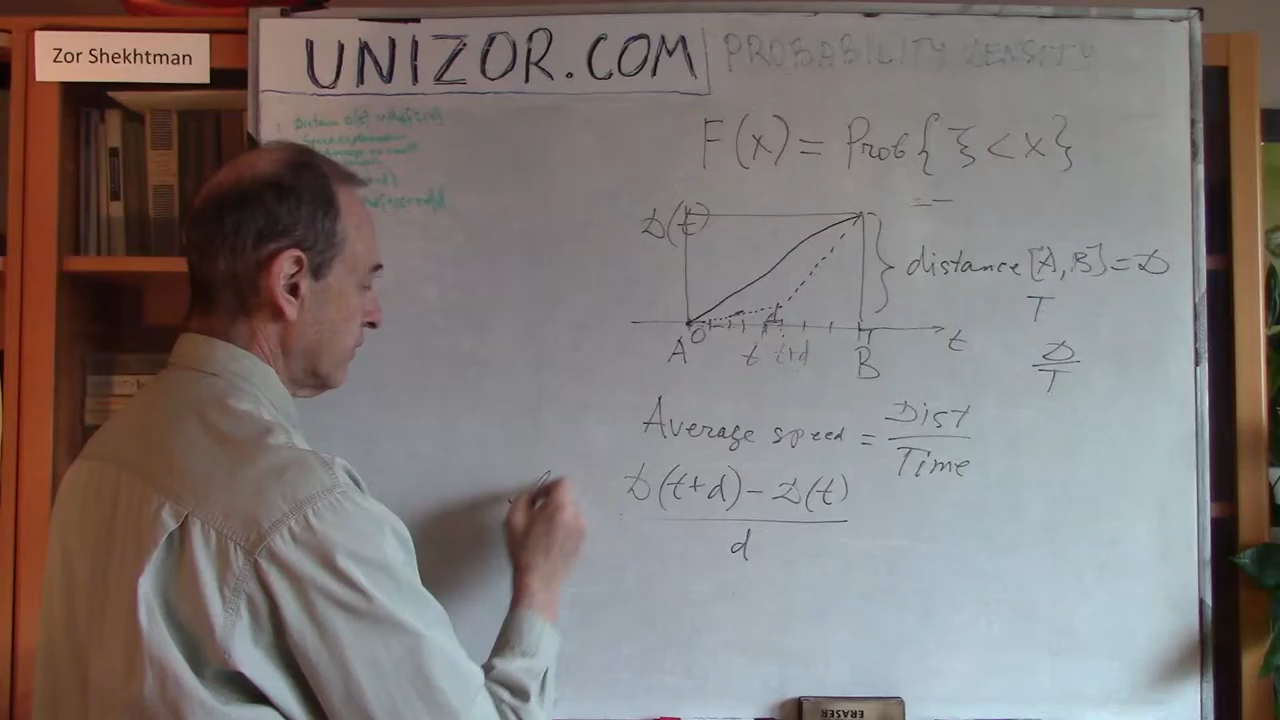 Zor Shekhtman
UNIZOR.COM
PROBABILITY DENSITY
F(x) = Prob{ξ < x}
D(t)
distance [A, B] = D
T
D/T
A O t t+d B t
d
T
Average speed = Dist/Time
D(t+d) – D(t)
d
ERASER